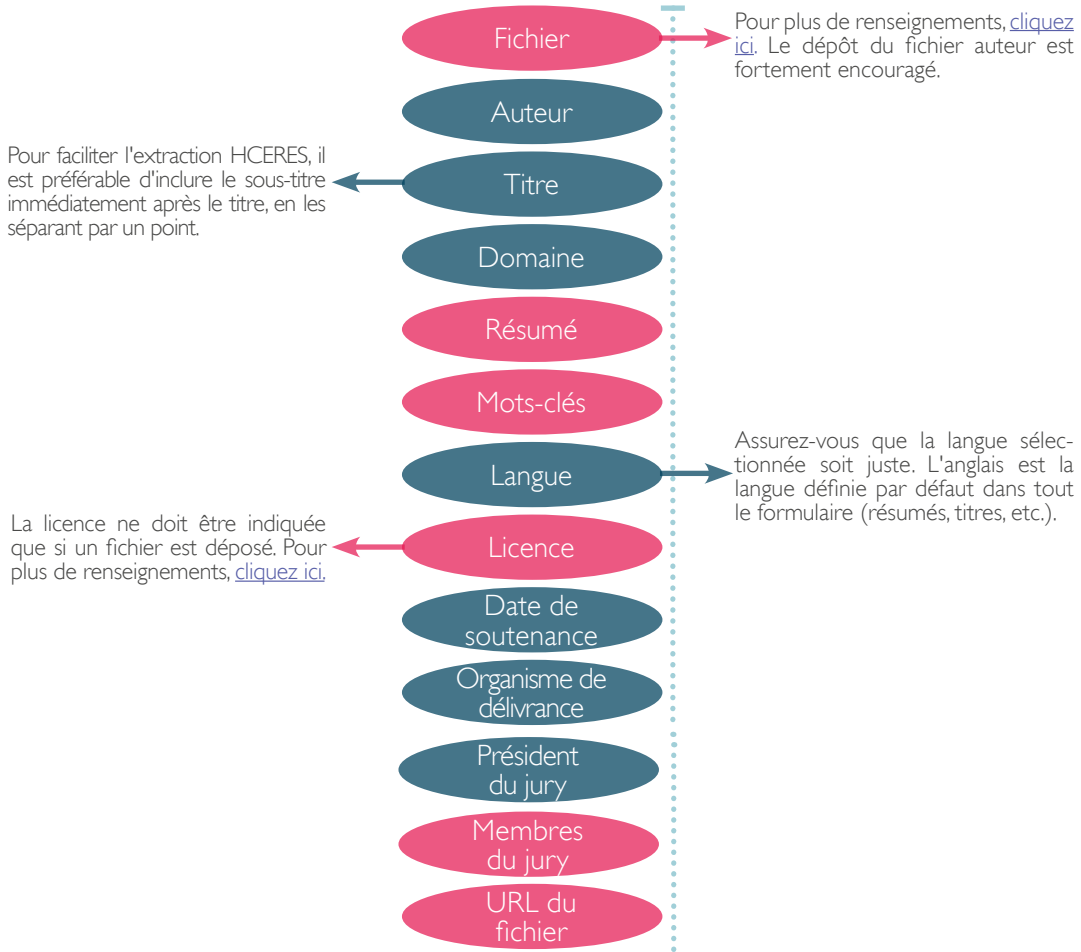 Fichier
Pour plus de renseignements, cliquez
ici. Le dépôt du fichier auteur est
fortement encouragé.
Auteur
Pour faciliter l'extraction HCERES, il
est préférable d'inclure le sous-titre
immédiatement après le titre, en les
séparant par un point.
Titre
Domaine
Résumé
Mots-clés
Langue
Assurez-vous que la langue sélec-
tionnée soit juste. L'anglais est la
langue définie par défaut dans tout
le formulaire (résumés, titres, etc.).
La licence ne doit être indiquée
que si un fichier est déposé. Pour
plus de renseignements, cliquez ici.
Licence
Date de
soutenance
Organisme de
délivrance
Président
du jury
Membres
du jury
URL du
fichier